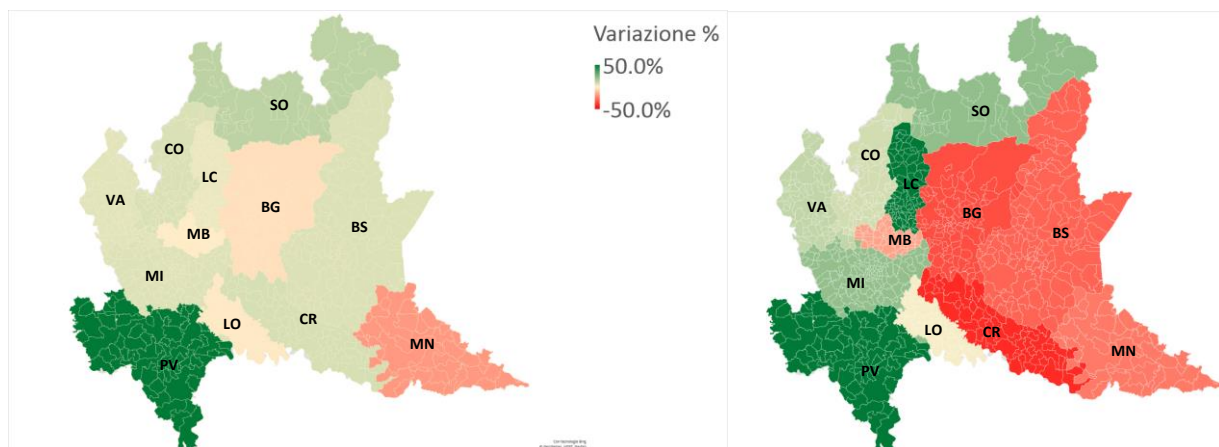 Variazione %
50.0%
-50.0%
SO
CO
LC
VA
BG
BS
MB
MI
LO
CR
MN
PV
SO
CO
LC
VA
BG
BS
MB
MI
LO
CR
MN
PV